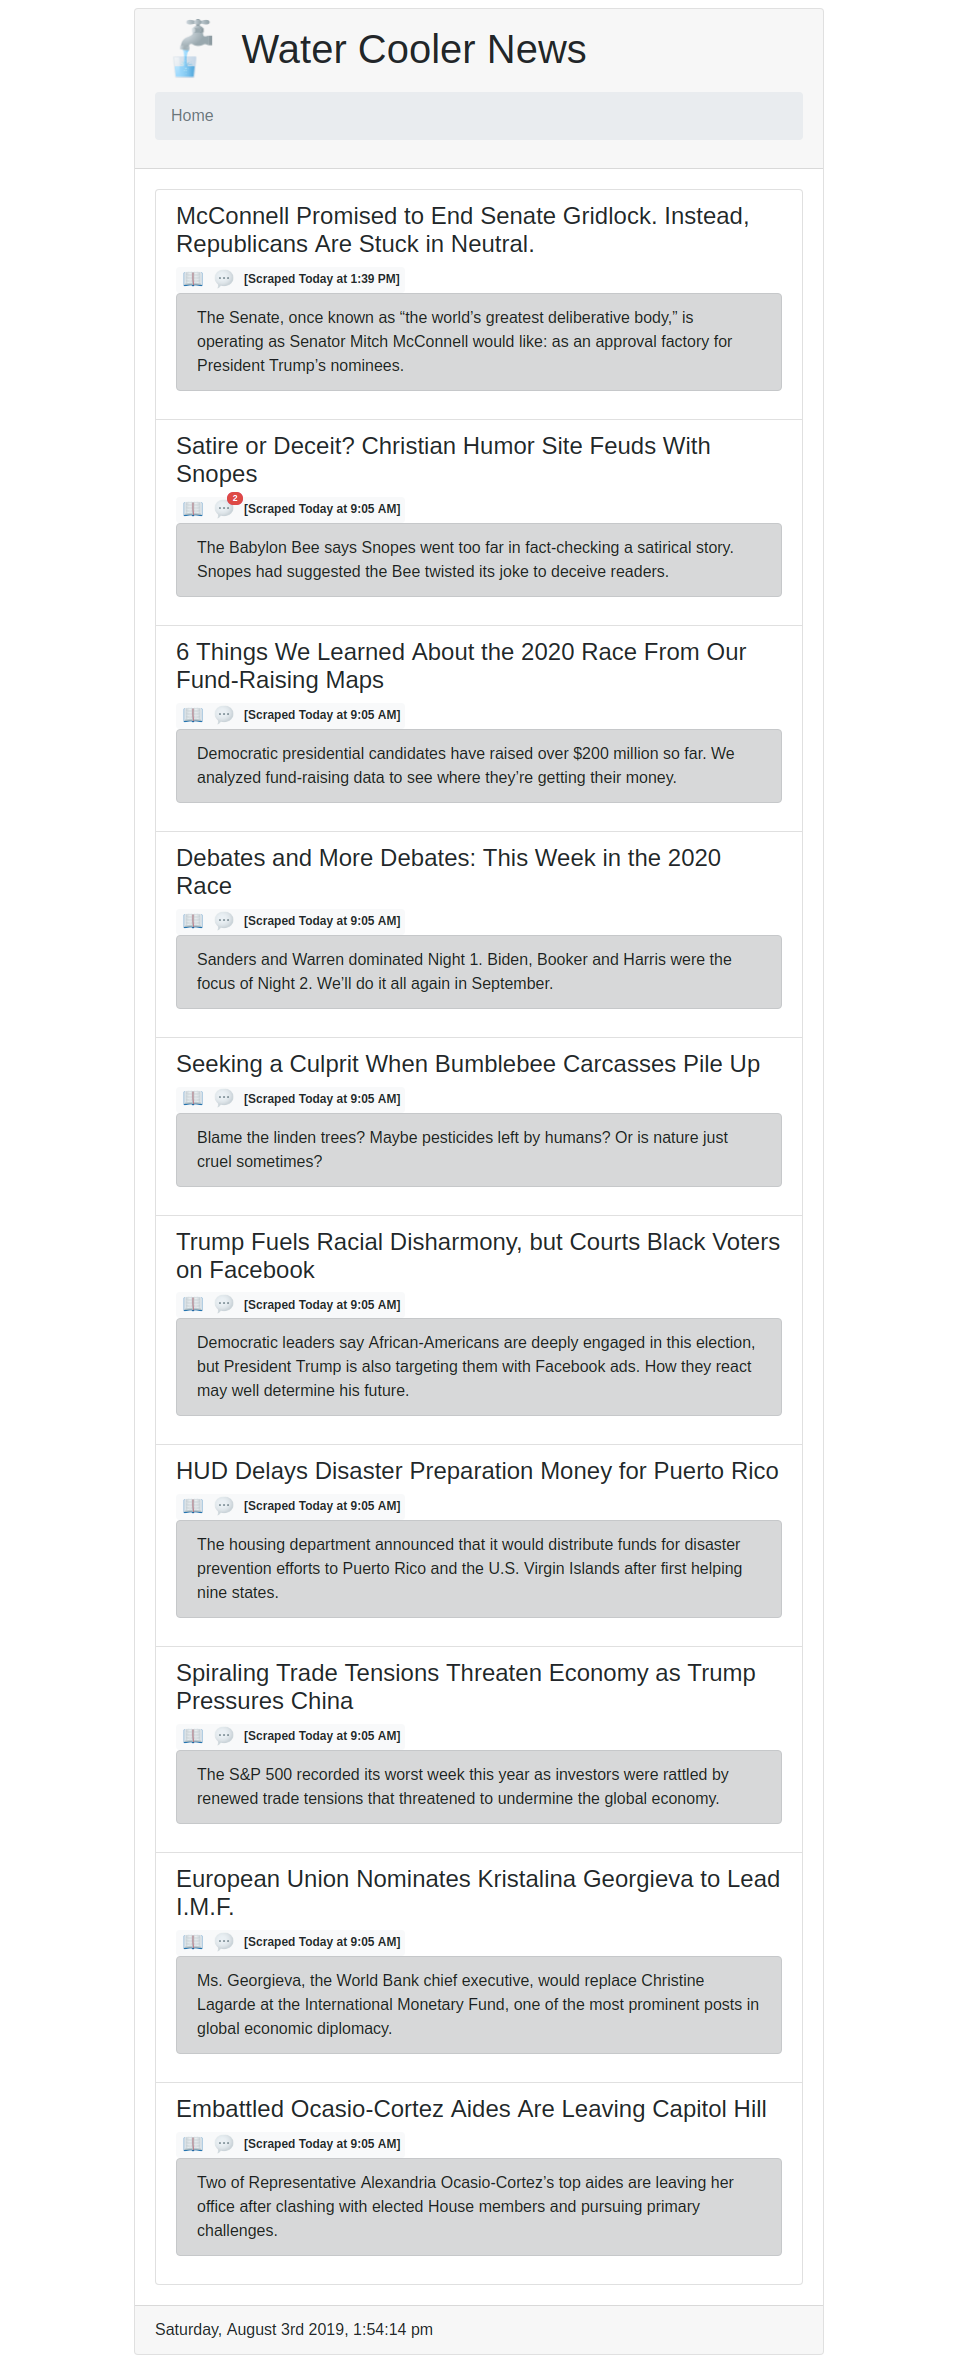 Water Cooler News
Home
McConnell Promised to End Senate Gridlock. Instead,
Republicans Are Stuck in Neutral.
[Scraped Today at 1:39 PM]
The Senate, once known as “the world’s greatest deliberative body,” is
operating as Senator Mitch McConnell would like: as an approval factory for
President Trump’s nominees.
Satire or Deceit? Christian Humor Site Feuds With
Snopes
2
[Scraped Today at 9:05 AM]
The Babylon Bee says Snopes went too far in fact-checking a satirical story.
Snopes had suggested the Bee twisted its joke to deceive readers.
6 Things We Learned About the 2020 Race From Our
Fund-Raising Maps
[Scraped Today at 9:05 AM]
Democratic presidential candidates have raised over $200 million so far. We
analyzed fund-raising data to see where they’re getting their money.
Debates and More Debates: This Week in the 2020
Race
[Scraped Today at 9:05 AM]
Sanders and Warren dominated Night 1. Biden, Booker and Harris were the
focus of Night 2. We’ll do it all again in September.
Seeking a Culprit When Bumblebee Carcasses Pile Up
[Scraped Today at 9:05 AM]
Blame the linden trees? Maybe pesticides left by humans? Or is nature just
cruel sometimes?
Trump Fuels Racial Disharmony, but Courts Black Voters
on Facebook
[Scraped Today at 9:05 AM]
Democratic leaders say African-Americans are deeply engaged in this election,
but President Trump is also targeting them with Facebook ads. How they react
may well determine his future.
HUD Delays Disaster Preparation Money for Puerto Rico
[Scraped Today at 9:05 AM]
The housing department announced that it would distribute funds for disaster
prevention efforts to Puerto Rico and the U.S. Virgin Islands after first helping
nine states.
Spiraling Trade Tensions Threaten Economy as Trump
Pressures China
[Scraped Today at 9:05 AM]
The S&P 500 recorded its worst week this year as investors were rattled by
renewed trade tensions that threatened to undermine the global economy.
European Union Nominates Kristalina Georgieva to Lead
I.M.F.
[Scraped Today at 9:05 AM]
Ms. Georgieva, the World Bank chief executive, would replace Christine
Lagarde at the International Monetary Fund, one of the most prominent posts in
global economic diplomacy.
Embattled Ocasio-Cortez Aides Are Leaving Capitol Hill
[Scraped Today at 9:05 AM]
Two of Representative Alexandria Ocasio-Cortez’s top aides are leaving her
office after clashing with elected House members and pursuing primary
challenges.
Saturday, August 3rd 2019, 1:54:14 pm